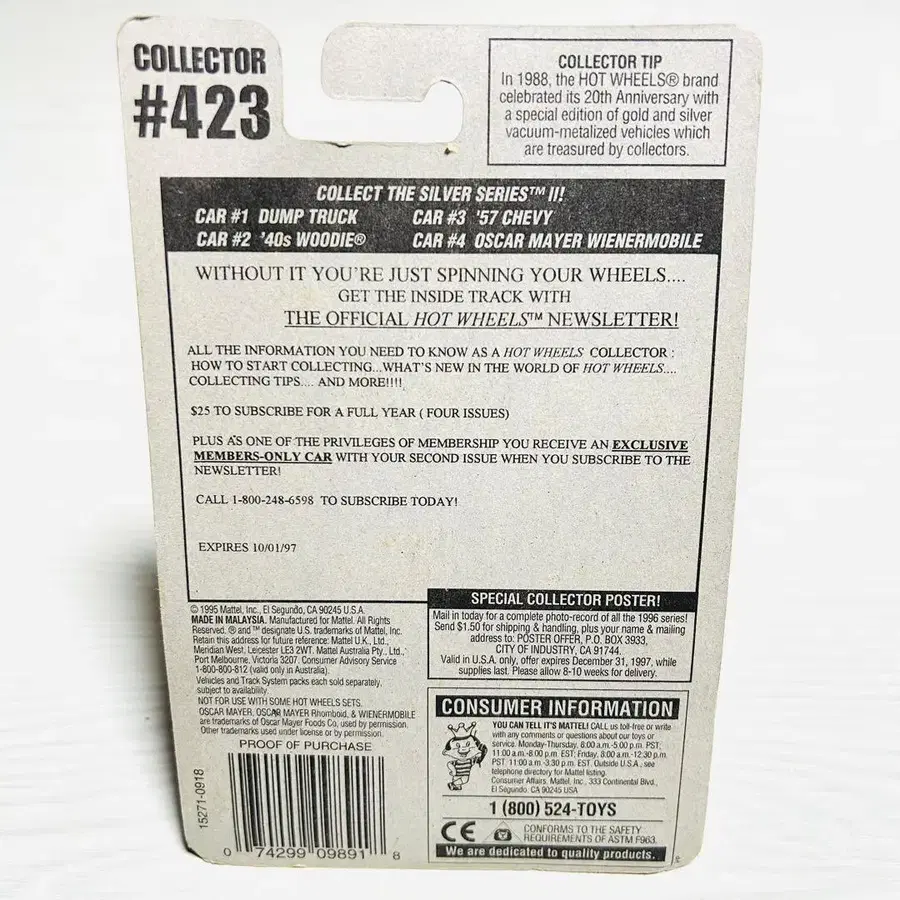 COLLECTOR
#423
COLLECTOR TIP
In 1988, the HOT WHEELS® brand
celebrated its 20th Anniversary with
a special edition of gold and silver
vacuum-metalized vehicles which
are treasured by collectors.
COLLECT THE SILVER SERIES™ II!
CAR #1 DUMP TRUCK CAR #3 '57 CHEVY
CAR #2 '40s WOODIE® CAR #4 OSCAR MAYER WIENERMOBILE
WITHOUT IT YOU'RE JUST SPINNING YOUR WHEELS....
GET THE INSIDE TRACK WITH
THE OFFICIAL HOT WHEELS™ NEWSLETTER!
ALL THE INFORMATION YOU NEED TO KNOW AS A HOT WHEELS COLLECTOR :
HOW TO START COLLECTING...WHAT'S NEW IN THE WORLD OF HOT WHEELS....
COLLECTING TIPS.... AND MORE!!!!
$25 TO SUBSCRIBE FOR A FULL YEAR ( FOUR ISSUES)
PLUS AS ONE OF THE PRIVILEGES OF MEMBERSHIP YOU RECEIVE AN EXCLUSIVE
MEMBERS-ONLY CAR WITH YOUR SECOND ISSUE WHEN YOU SUBSCRIBE TO THE
NEWSLETTER!
CALL 1-800-248-6598 TO SUBSCRIBE TODAY!
EXPIRES 10/01/97
© 1995 Mattel, Inc., El Segundo, CA 90245 U.S.A.
MADE IN MALAYSIA. Manufactured for Mattel. All Rights
Reserved. ® and ™ designate U.S. trademarks of Mattel, Inc.
Retain this address for future reference: Mattel U.K., Ltd.,
Meridian West, Leicester LE3 2WT. Mattel Australia Pty., Ltd.,
Port Melbourne, Victoria 3207. Consumer Advisory Service
1-800-800-812 (valid only in Australia).
Vehicles and Track System packs each sold separately,
subject to availability.
NOT FOR USE WITH SOME HOT WHEELS SETS.
OSCAR MAYER, OSCAR MAYER Rhomboid, & WIENERMOBILE
are trademarks of Oscar Mayer Foods Co, used by permission.
Other trademarks used under license or by permission.
PROOF OF PURCHASE
15271-0918
0 74299 09891 8
SPECIAL COLLECTOR POSTER!
Mail in today for a complete photo-record of all the 1996 series!
Send $1.50 for shipping & handling, plus your name & mailing
address to: POSTER OFFER, P.O. BOX 3933,
CITY OF INDUSTRY, CA 91744.
Valid in U.S.A. only, offer expires December 31, 1997, while
supplies last. Please allow 8-10 weeks for delivery.
CONSUMER INFORMATION
YOU CAN TELL IT'S MATTEL! CALL us toll-free or write
with any comments or questions about our toys or
service. Monday-Thursday, 8:00 a.m.-5:00 p.m. PST;
11:00 a.m.-8:00 p.m. EST; Friday, 8:00 a.m.-12:30 p.m.
PST; 11:00 a.m.-3:30 p.m. EST. Outside U.S.A., see
telephone directory for Mattel listing.
Consumer Affairs, Mattel, Inc., 333 Continental Blvd.,
El Segundo, CA 90245 USA
1 (800) 524-TOYS
CE
CONFORMS TO THE SAFETY
REQUIREMENTS OF ASTM F963.
We are dedicated to quality products.